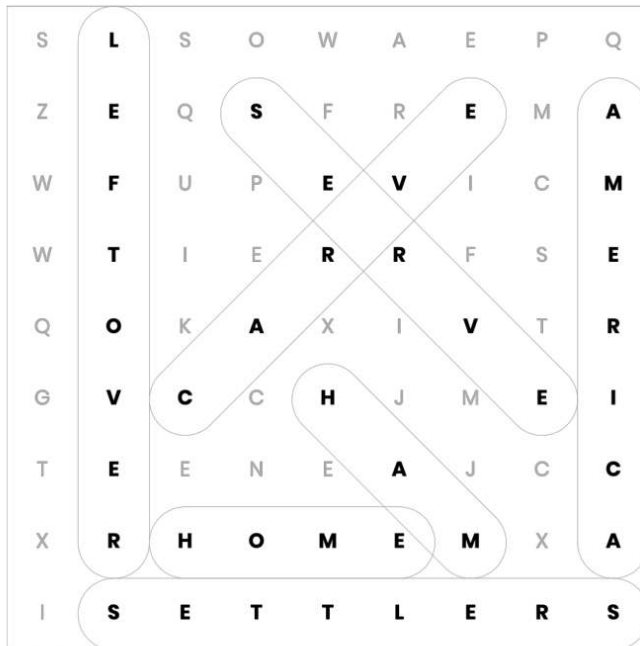 S L S O W A E P Q
Z E Q S F R E M A
W F U P E V I C M
W T I E R R F S E
Q O K A X I V T R
G V C C H J M E I
T E E N E A J C C
X R H O M E M X A
I S E T T L E R S